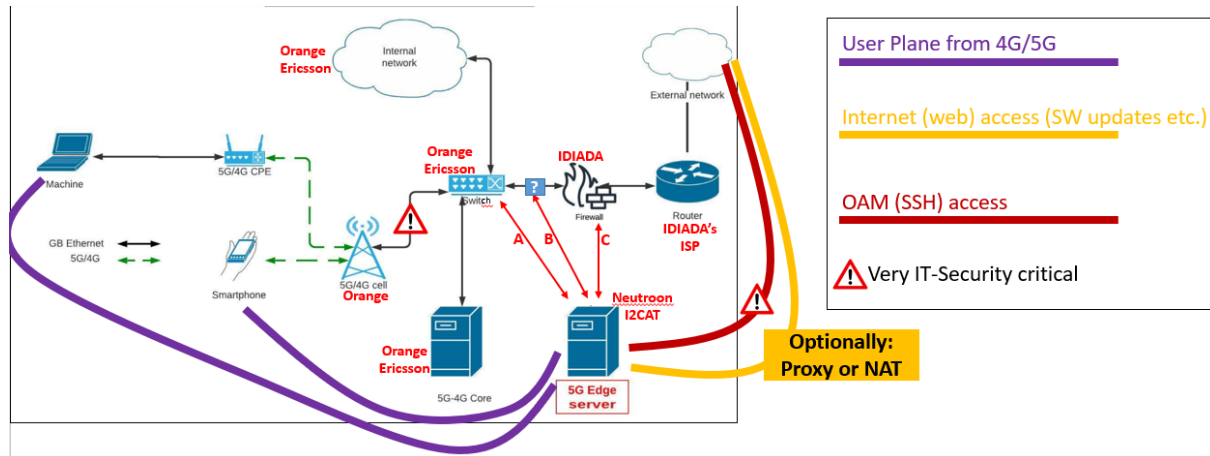 Orange
Ericsson
Internal
network
External network
Machine
5G/4G CPE
Orange
Ericsson
Switch
?
IDIADA
Firewall
Router
IDIADA's
ISP
GB Ethernet
5G/4G
Smartphone
5G/4G cell
Orange
A
B
C
Neutroon
I2CAT
Orange
Ericsson
5G-4G Core
5G Edge
server
Optionally:
Proxy or NAT
User Plane from 4G/5G
Internet (web) access (SW updates etc.)
OAM (SSH) access
Very IT-Security critical